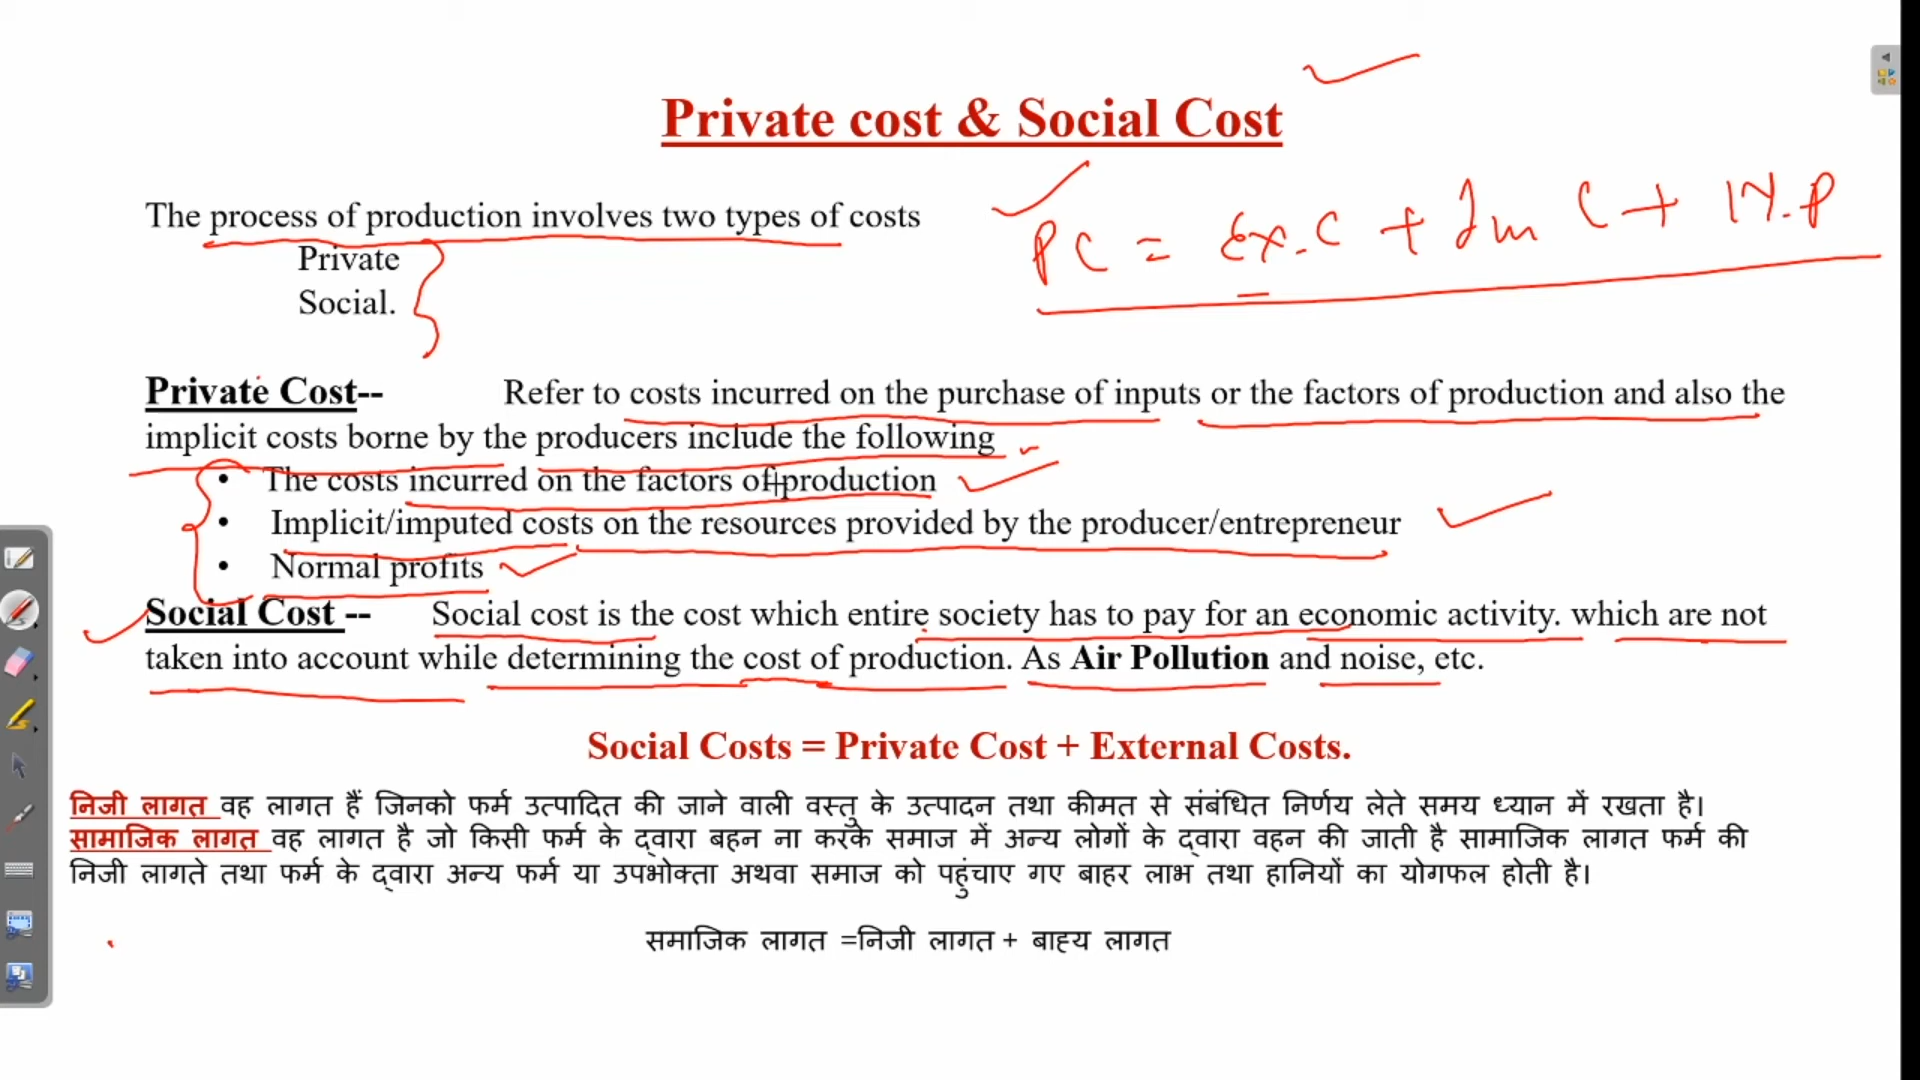 Private cost & Social Cost
The process of production involves two types of costs
Private
Social.
PC = Ex.C + Im C + N.P
Private Cost-- Refer to costs incurred on the purchase of inputs or the factors of production and also the
implicit costs borne by the producers include the following
• The costs incurred on the factors of production
• Implicit/imputed costs on the resources provided by the producer/entrepreneur
• Normal profits
Social Cost -- Social cost is the cost which entire society has to pay for an economic activity. which are not
taken into account while determining the cost of production. As Air Pollution and noise, etc.
Social Costs = Private Cost + External Costs.
निजी लागत वह लागत हैं जिनको फर्म उत्पादित की जाने वाली वस्तु के उत्पादन तथा कीमत से संबंधित निर्णय लेते समय ध्यान में रखता है।
सामाजिक लागत वह लागत है जो किसी फर्म के द्वारा बहन ना करके समाज में अन्य लोगों के द्वारा वहन की जाती है सामाजिक लागत फर्म की
निजी लागते तथा फर्म के द्वारा अन्य फर्म या उपभोक्ता अथवा समाज को पहुंचाए गए बाहर लाभ तथा हानियों का योगफल होती है।
समाजिक लागत =निजी लागत + बाह्य लागत